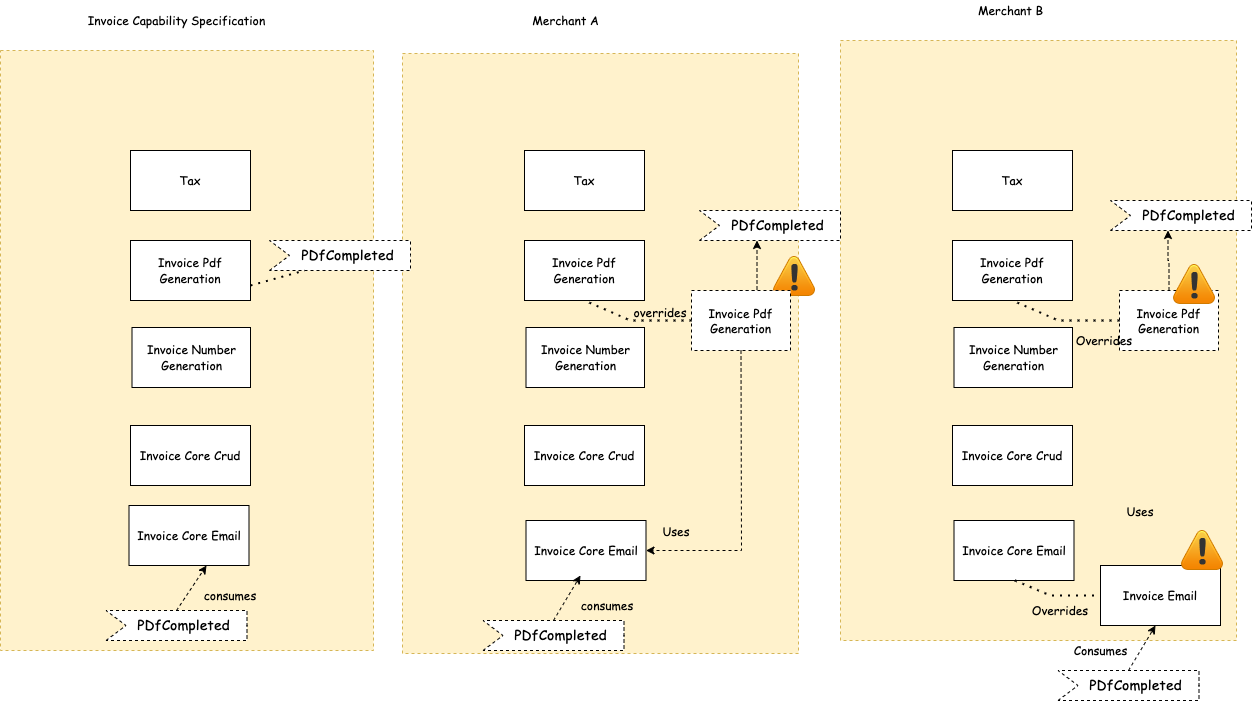 Invoice Capability Specification
Tax
Invoice Pdf
Generation
PDfCompleted
Invoice Number
Generation
Invoice Core Crud
Invoice Core Email
consumes
PDfCompleted
Merchant A
Tax
PDfCompleted
Invoice Pdf
Generation
overrides
Invoice Pdf
Generation
Invoice Number
Generation
Invoice Core Crud
Uses
Invoice Core Email
consumes
PDfCompleted
Merchant B
Tax
PDfCompleted
Invoice Pdf
Generation
Invoice Pdf
Generation
Overrides
Invoice Number
Generation
Invoice Core Crud
Uses
Invoice Core Email
Invoice Email
Overrides
Consumes
PDfCompleted